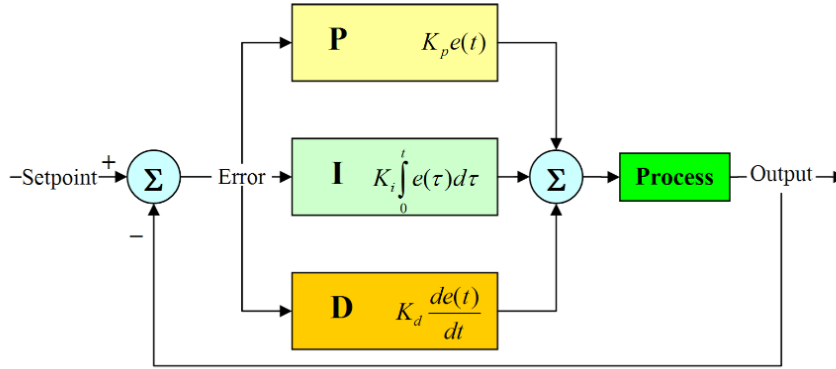 P K_p e(t)
−Setpoint + Σ Error
I K_i ∫_0^t e(τ)dτ
Σ Process Output
−
D K_d de(t)/dt